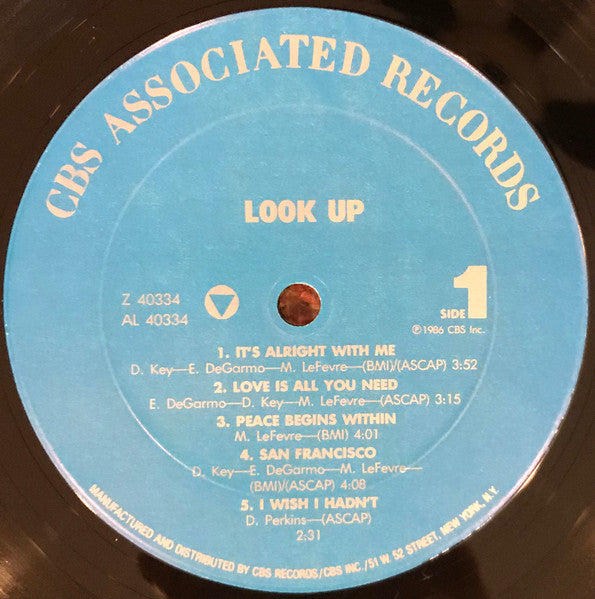 CBS ASSOCIATED RECORDS
LOOK UP
Z 40334
AL 40334
SIDE 1
℗1986 CBS Inc.
1. IT'S ALRIGHT WITH ME
D. Key—E. DeGarmo—M. LeFevre—(BMI)/(ASCAP) 3:52
2. LOVE IS ALL YOU NEED
E. DeGarmo—D. Key—M. LeFevre—(ASCAP) 3:15
3. PEACE BEGINS WITHIN
M. LeFevre—(BMI) 4:01
4. SAN FRANCISCO
D. Key—E. DeGarmo—M. LeFevre—
(BMI)/(ASCAP) 4:08
5. I WISH I HADN'T
D. Perkins—(ASCAP)
2:31
MANUFACTURED AND DISTRIBUTED BY CBS RECORDS/CBS INC./51 W. 52 STREET, NEW YORK, N.Y.